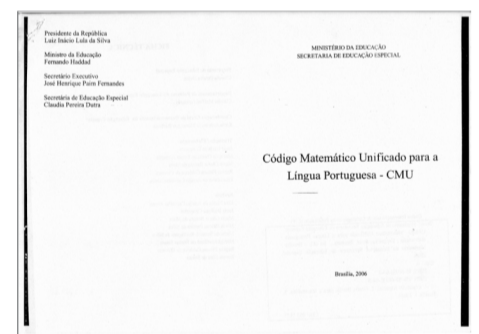 Presidente da República
Luiz Inácio Lula da Silva
Ministro da Educação
Fernando Haddad
Secretário Executivo
José Henrique Paim Fernandes
Secretária de Educação Especial
Claudia Pereira Dutra
MINISTÉRIO DA EDUCAÇÃO
SECRETARIA DE EDUCAÇÃO ESPECIAL
Código Matemático Unificado para a
Língua Portuguesa - CMU
Brasília, 2006